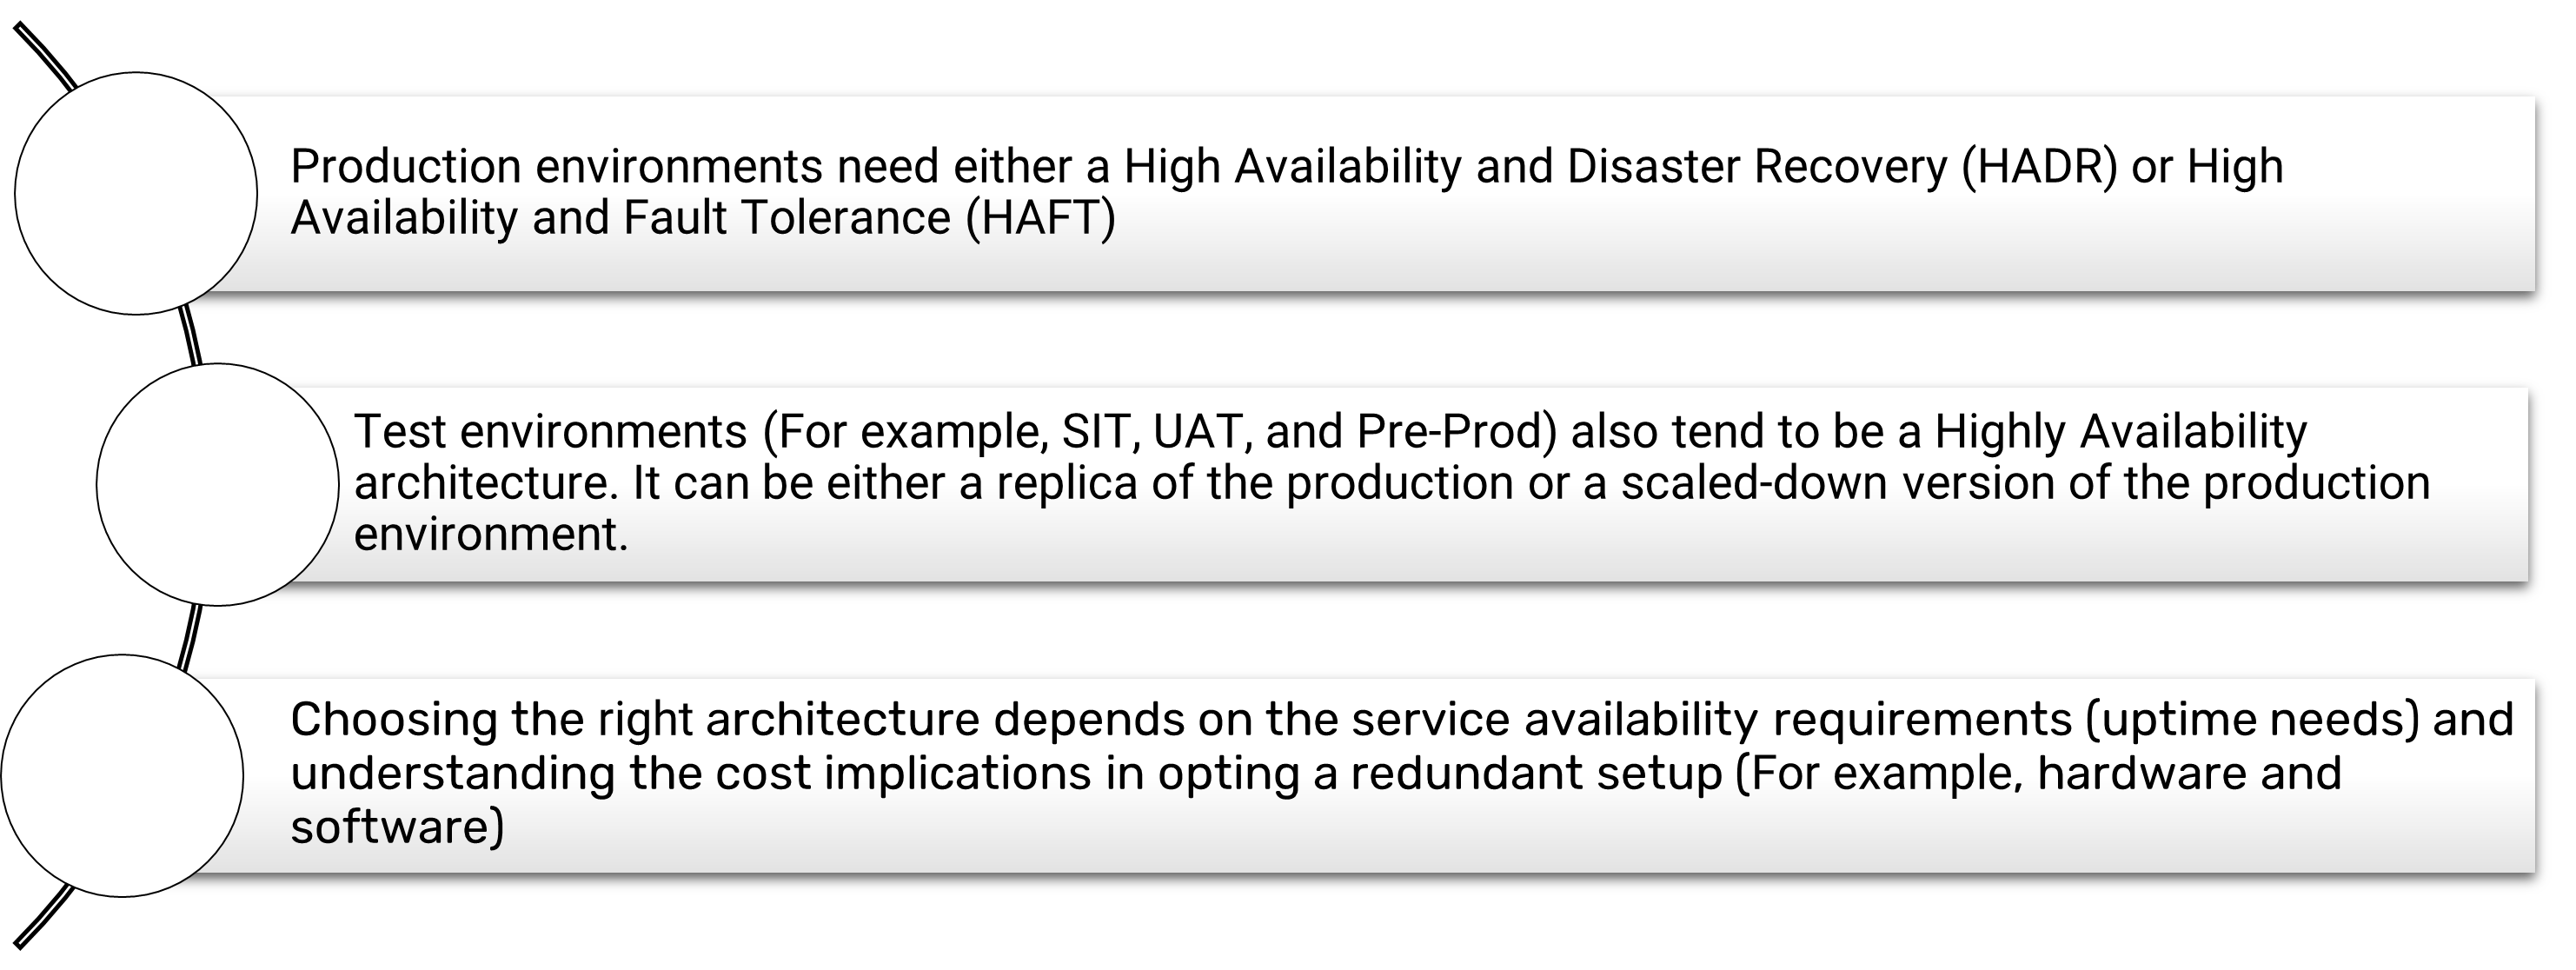 Production environments need either a High Availability and Disaster Recovery (HADR) or High
Availability and Fault Tolerance (HAFT)
Test environments (For example, SIT, UAT, and Pre-Prod) also tend to be a Highly Availability
architecture. It can be either a replica of the production or a scaled-down version of the production
environment.
Choosing the right architecture depends on the service availability requirements (uptime needs) and
understanding the cost implications in opting a redundant setup (For example, hardware and
software)